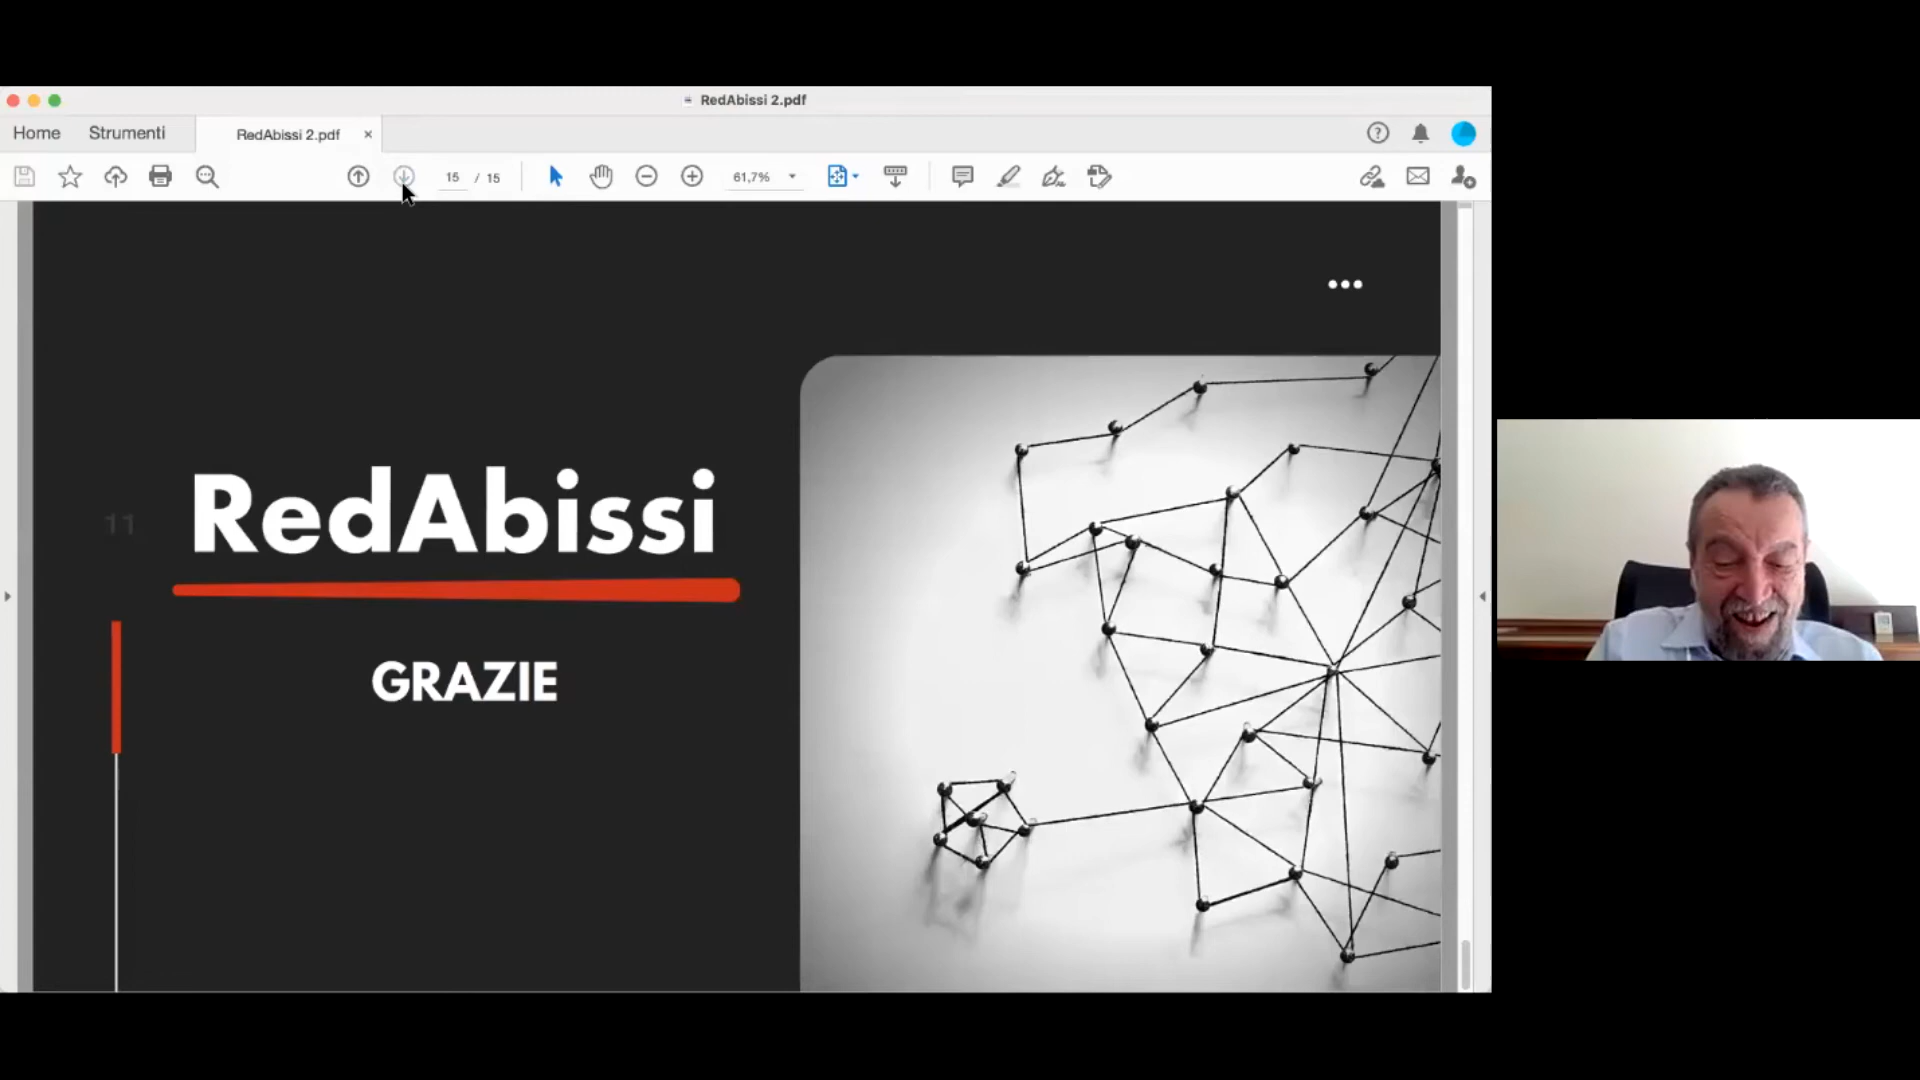 RedAbissi 2.pdf
Home Strumenti RedAbissi 2.pdf
15 / 15 61,7%
11
RedAbissi
GRAZIE